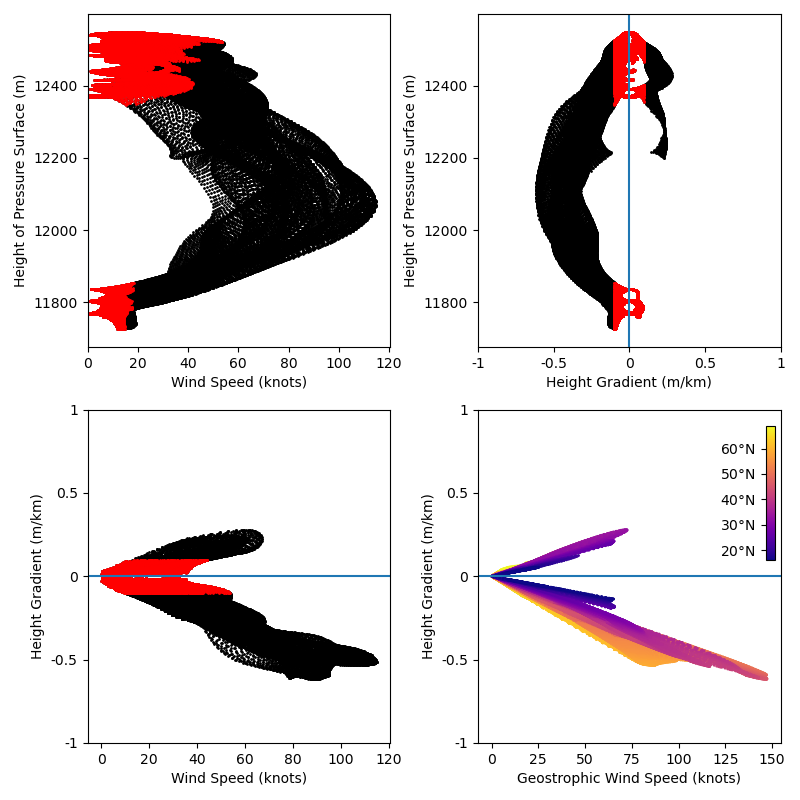 Height of Pressure Surface (m)
12400
12200
12000
11800
0 20 40 60 80 100 120
Wind Speed (knots)
Height of Pressure Surface (m)
12400
12200
12000
11800
-1 -0.5 0 0.5 1
Height Gradient (m/km)
Height Gradient (m/km)
1
0.5
0
-0.5
-1
0 20 40 60 80 100 120
Wind Speed (knots)
Height Gradient (m/km)
1
0.5
0
-0.5
-1
60°N
50°N
40°N
30°N
20°N
0 25 50 75 100 125 150
Geostrophic Wind Speed (knots)